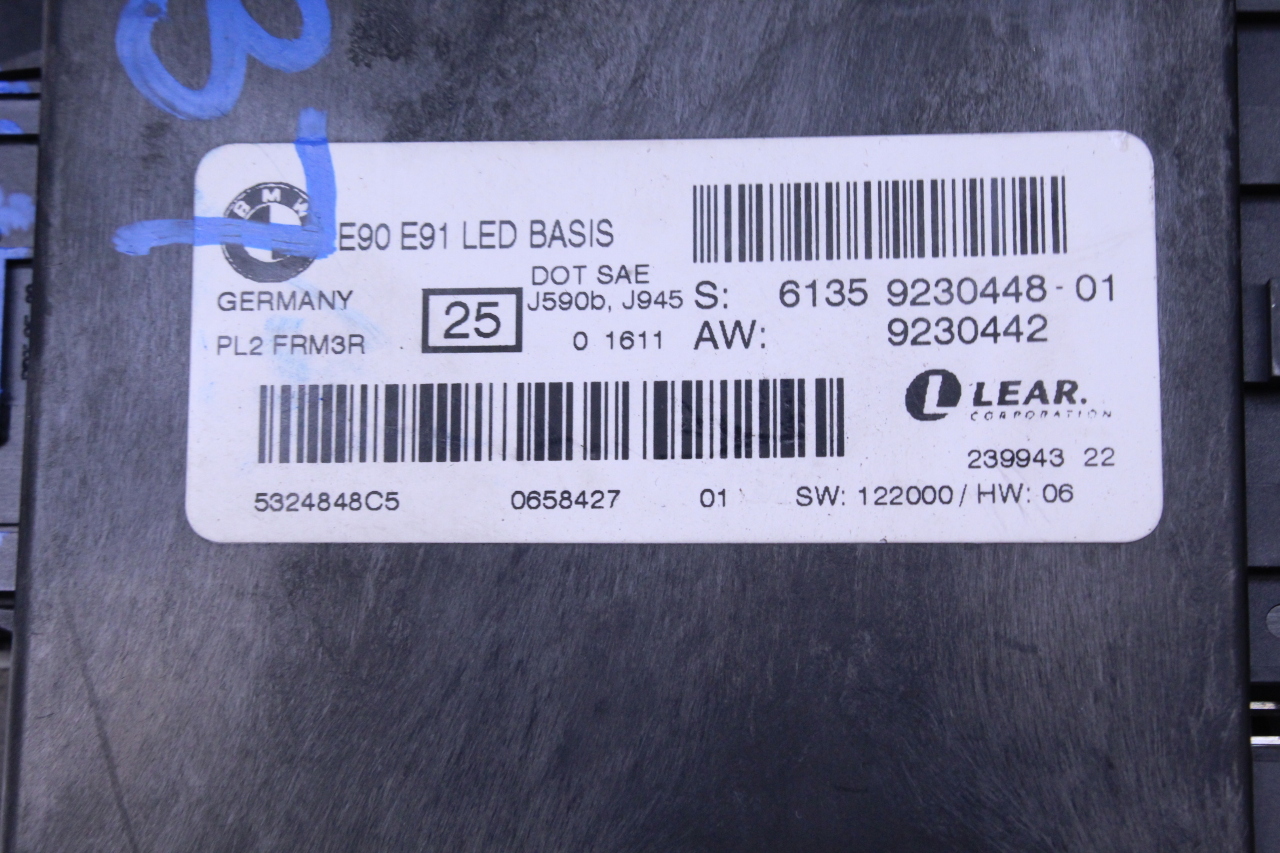 BMW
E90 E91 LED BASIS
DOT SAE
GERMANY 25 J590b, J945 S: 6135 9230448-01
PL2 FRM3R 0 1611 AW: 9230442
LEAR.
CORPORATION
239943 22
5324848C5 0658427 01 SW: 122000 / HW: 06